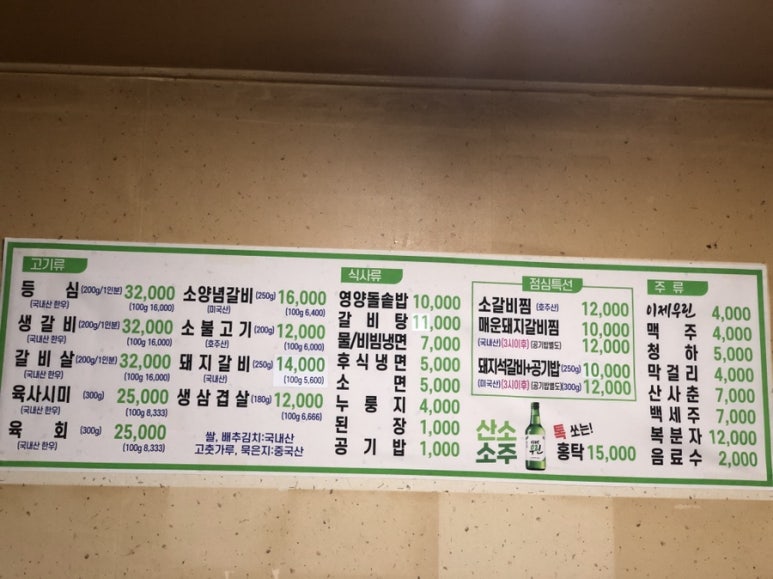 고기류
등 심 (200g/1인분) 32,000
(국내산 한우) (100g 16,000)
생 갈 비 (200g/1인분) 32,000
(국내산 한우) (100g 16,000)
갈 비 살 (200g/1인분) 32,000
(국내산 한우) (100g 16,000)
육사시미 (300g) 25,000
(국내산 한우) (100g 8,333)
육 회 (300g) 25,000
(국내산 한우) (100g 8,333)
소양념갈비 (250g) 16,000
(미국산) (100g 6,400)
소 불 고 기 (200g) 12,000
(호주산) (100g 6,000)
돼 지 갈 비 (250g) 14,000
(국내산) (100g 5,600)
생 삼 겹 살 (180g) 12,000
(100g 6,666)
쌀, 배추김치:국내산
고춧가루, 묵은지:중국산
식사류
영양돌솥밥 10,000
갈 비 탕 11,000
물/비빔냉면 7,000
후 식 냉 면 5,000
소 면 5,000
누 룽 지 4,000
된 장 1,000
공 기 밥 1,000
점심특선
소갈비찜 (호주산) 12,000
매운돼지갈비찜 10,000
(국내산) (3시이후) (공기밥별도) 12,000
돼지석갈비+공기밥 (250g) 10,000
(미국산) (3시이후) (공기밥별도) (300g) 12,000
산소
소주
톡 쏘는!
홍탁 15,000
주 류
이제우린 4,000
맥 주 4,000
청 하 5,000
막 걸 리 4,000
산 사 춘 7,000
백 세 주 7,000
복 분 자 12,000
음 료 수 2,000